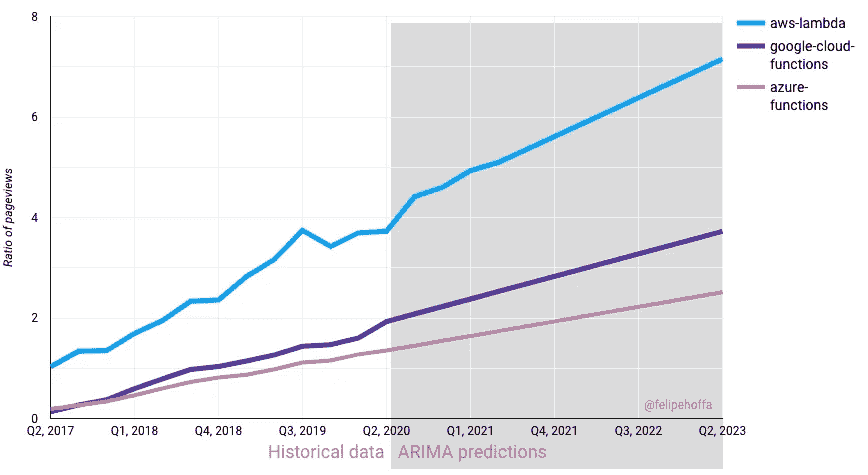 8
6
4
2
0
Ratio of pageviews
aws-lambda
google-cloud-
functions
azure-
functions
@felipehoffa
Q2, 2017
Q1, 2018
Q4, 2018
Q3, 2019
Q2, 2020
Q1, 2021
Q4, 2021
Q3, 2022
Q2, 2023
Historical data
ARIMA predictions